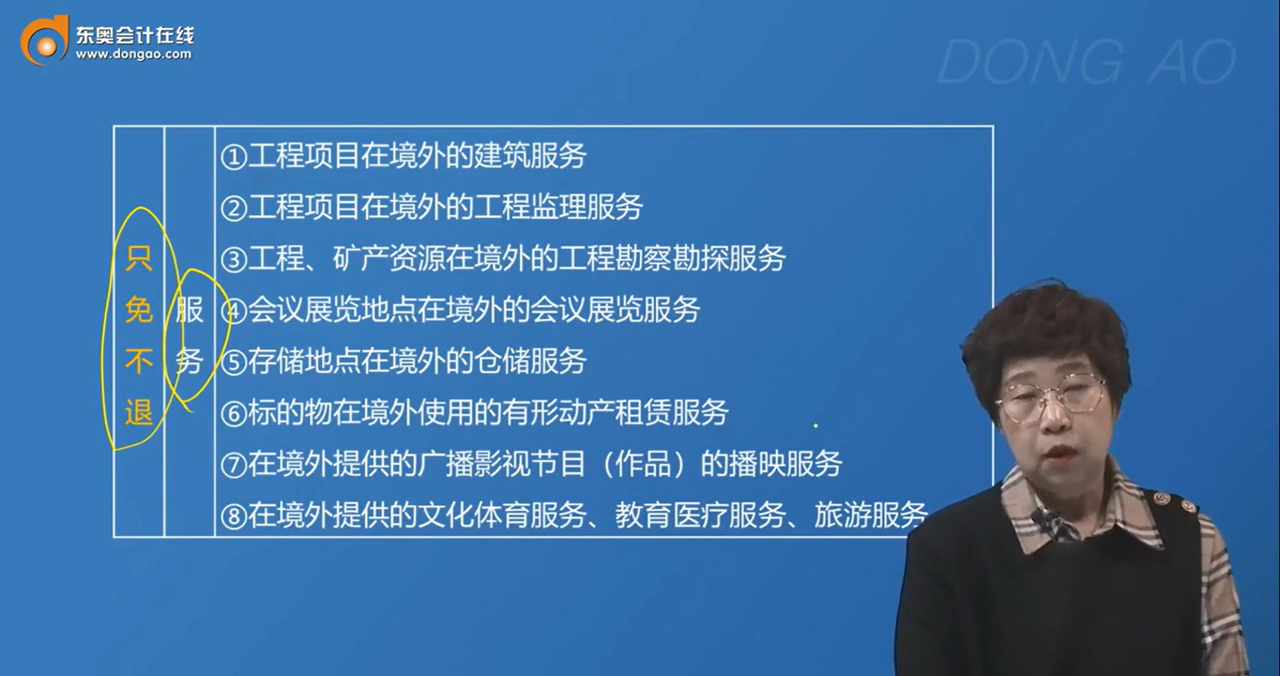 东奥会计在线
www.dongao.com
DONG AO
只
免
不
退
服
务
①工程项目在境外的建筑服务
②工程项目在境外的工程监理服务
③工程、矿产资源在境外的工程勘察勘探服务
④会议展览地点在境外的会议展览服务
⑤存储地点在境外的仓储服务
⑥标的物在境外使用的有形动产租赁服务
⑦在境外提供的广播影视节目（作品）的播映服务
⑧在境外提供的文化体育服务、教育医疗服务、旅游服务